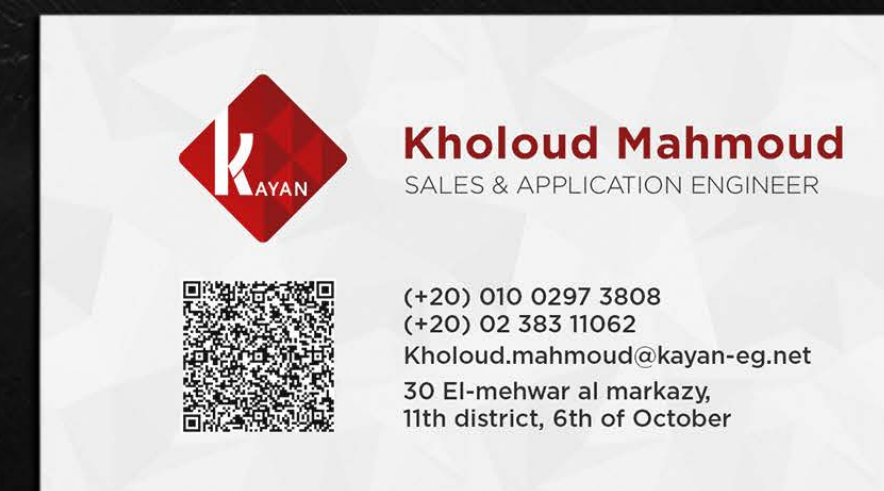 KAYAN
Kholoud Mahmoud
SALES & APPLICATION ENGINEER
(+20) 010 0297 3808
(+20) 02 383 11062
Kholoud.mahmoud@kayan-eg.net
30 El-mehwar al markazy,
11th district, 6th of October